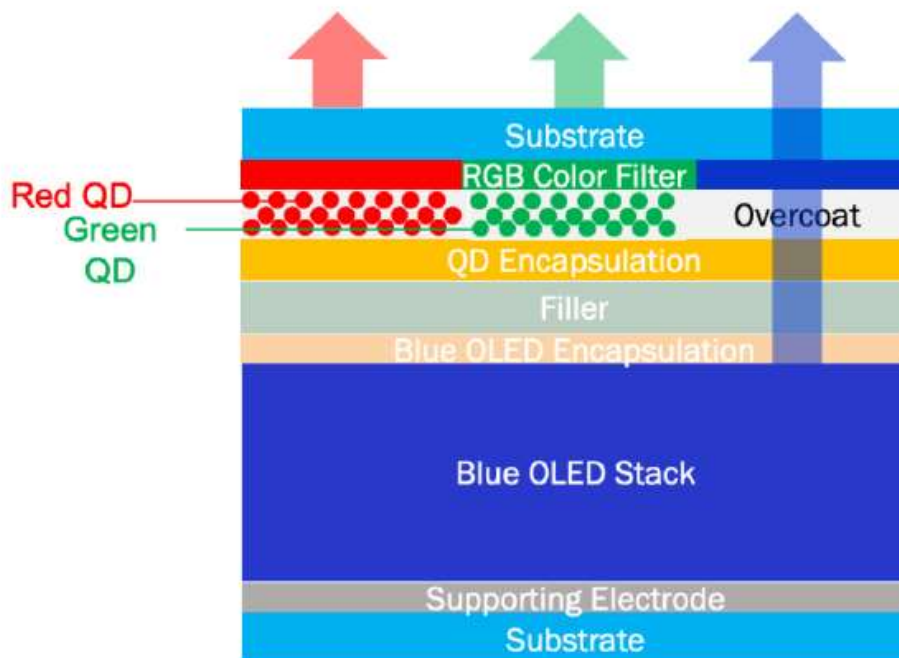 Substrate
RGB Color Filter
Red QD
Overcoat
Green
QD
QD Encapsulation
Filler
Blue OLED Encapsulation
Blue OLED Stack
Supporting Electrode
Substrate